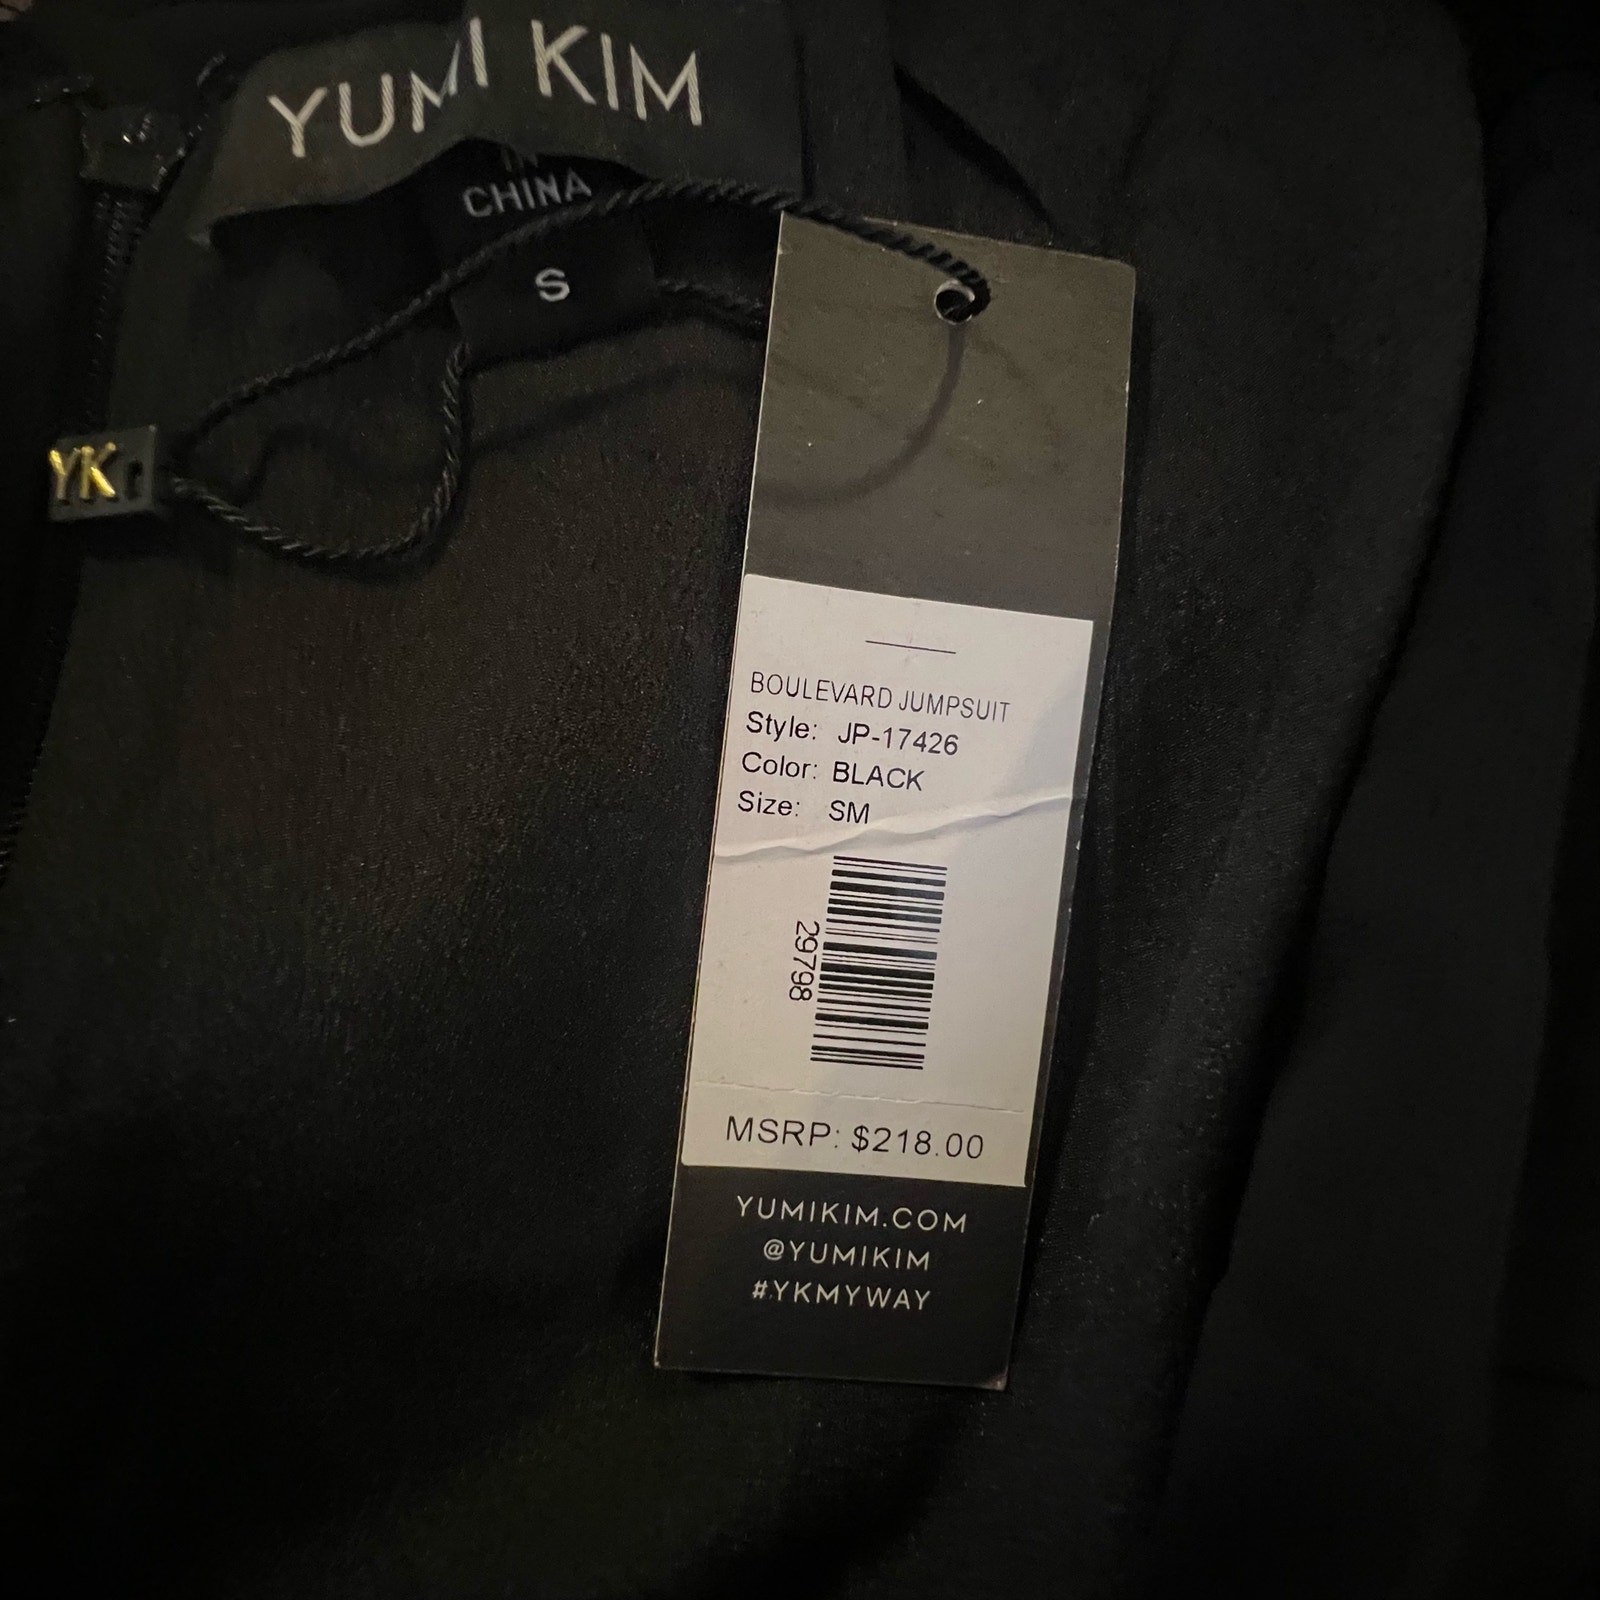 YUMI KIM
IN
CHINA
S
YK
BOULEVARD JUMPSUIT
Style: JP-17426
Color: BLACK
Size: SM
29798
MSRP: $218.00
YUMIKIM.COM
@YUMIKIM
#YKMYWAY